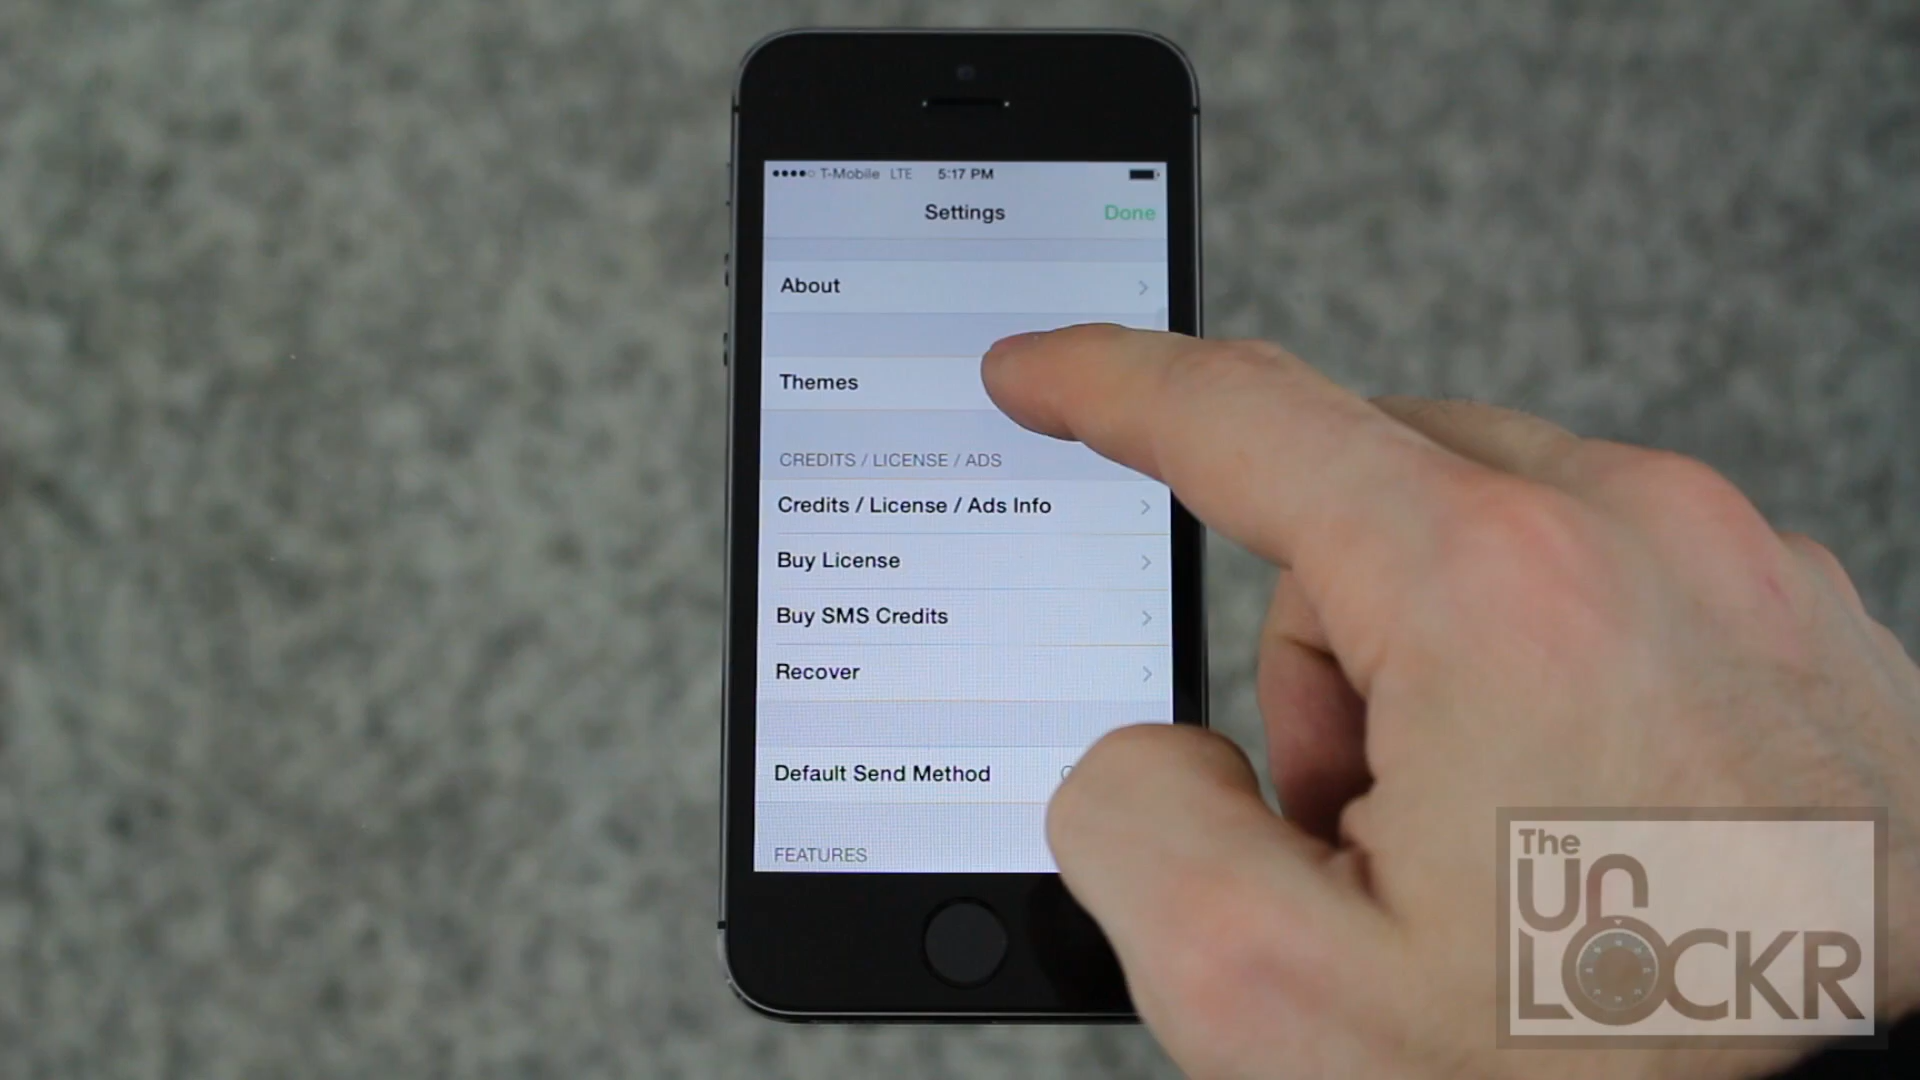 T-Mobile LTE 5:17 PM
Settings Done
About
Themes
CREDITS / LICENSE / ADS
Credits / License / Ads Info
Buy License
Buy SMS Credits
Recover
Default Send Method
FEATURES
The
UN
LOCKR